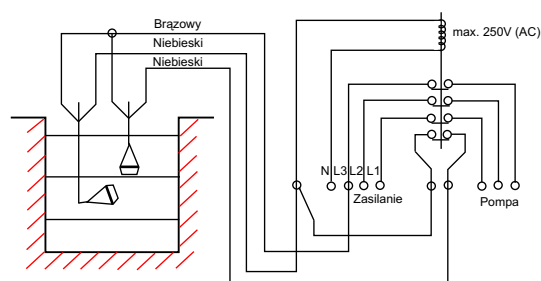 Brązowy
Niebieski
Niebieski
max. 250V (AC)
N L3 L2 L1
Zasilanie
Pompa